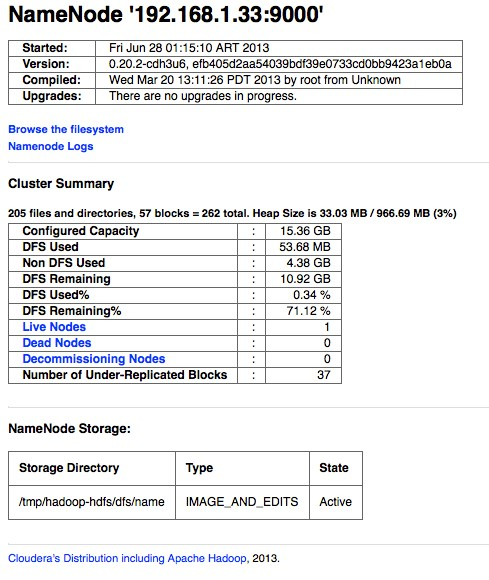 NameNode '192.168.1.33:9000'
Started: Fri Jun 28 01:15:10 ART 2013
Version: 0.20.2-cdh3u6, efb405d2aa54039bdf39e0733cd0bb9423a1eb0a
Compiled: Wed Mar 20 13:11:26 PDT 2013 by root from Unknown
Upgrades: There are no upgrades in progress.
Browse the filesystem
Namenode Logs
Cluster Summary
205 files and directories, 57 blocks = 262 total. Heap Size is 33.03 MB / 966.69 MB (3%)
Configured Capacity : 15.36 GB
DFS Used : 53.68 MB
Non DFS Used : 4.38 GB
DFS Remaining : 10.92 GB
DFS Used% : 0.34 %
DFS Remaining% : 71.12 %
Live Nodes : 1
Dead Nodes : 0
Decommissioning Nodes : 0
Number of Under-Replicated Blocks : 37
NameNode Storage:
Storage Directory Type State
/tmp/hadoop-hdfs/dfs/name IMAGE_AND_EDITS Active
Cloudera's Distribution including Apache Hadoop, 2013.